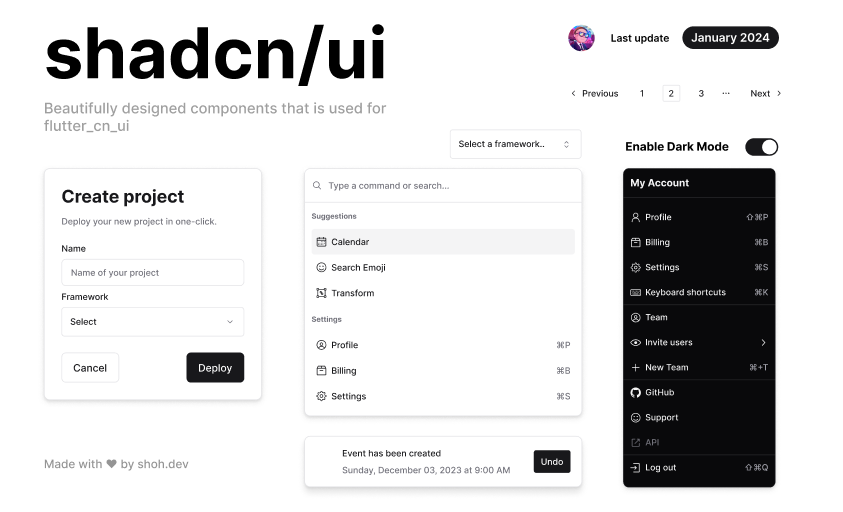 shadcn/ui
Beautifully designed components that is used for
flutter_cn_ui
Last update
January 2024
Previous 1 2 3 ··· Next
Select a framework..
Enable Dark Mode
Create project
Deploy your new project in one-click.
Name
Name of your project
Framework
Select
Cancel
Deploy
Type a command or search...
Suggestions
Calendar
Search Emoji
Transform
Settings
Profile ⌘P
Billing ⌘B
Settings ⌘S
My Account
Profile ⇧⌘P
Billing ⌘B
Settings ⌘S
Keyboard shortcuts ⌘K
Team
Invite users
New Team ⌘+T
GitHub
Support
API
Log out ⇧⌘Q
Made with ♥ by shoh.dev
Event has been created
Sunday, December 03, 2023 at 9:00 AM
Undo